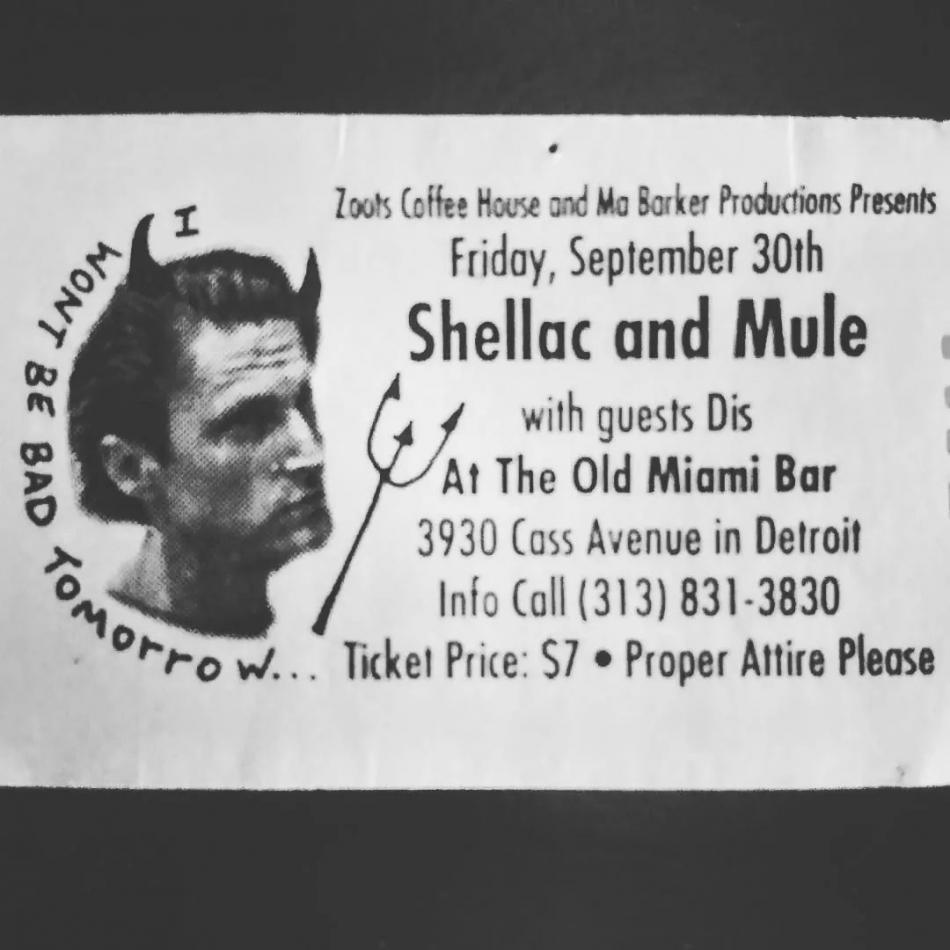 I WONT BE BAD TOMORROW...
Zoots Coffee House and Ma Barker Productions Presents
Friday, September 30th
Shellac and Mule
with guests Dis
At The Old Miami Bar
3930 Cass Avenue in Detroit
Info Call (313) 831-3830
Ticket Price: $7 • Proper Attire Please